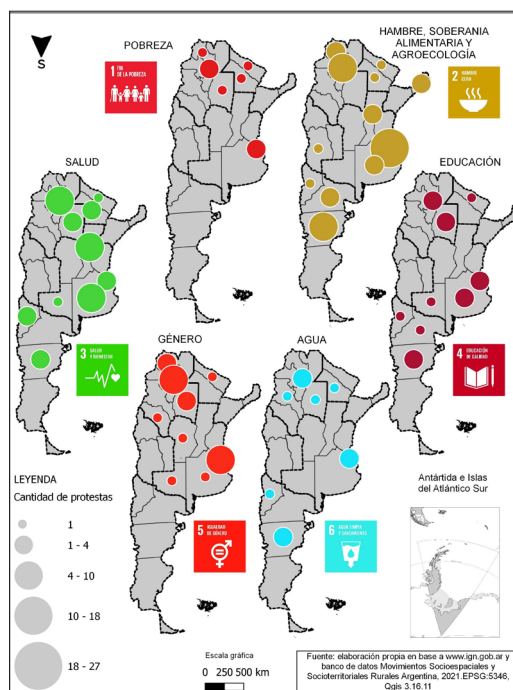 S
POBREZA
HAMBRE, SOBERANIA
ALIMENTARIA Y
AGROECOLOGÍA
1 FIN
DE LA POBREZA
2 HAMBRE
CERO
SALUD
EDUCACIÓN
3 SALUD
Y BIENESTAR
4 EDUCACIÓN
DE CALIDAD
GÉNERO
AGUA
5 IGUALDAD
DE GÉNERO
6 AGUA LIMPIA
Y SANEAMIENTO
LEYENDA
Cantidad de protestas
1
1 - 4
4 - 10
10 - 18
18 - 27
Antártida e Islas
del Atlántico Sur
Escala gráfica
0 250 500 km
Fuente: elaboración propia en base a www.ign.gob.ar y
banco de datos Movimientos Socioespaciales y
Socioterritoriales Rurales Argentina, 2021.EPSG:5346,
Qgis 3.16.11